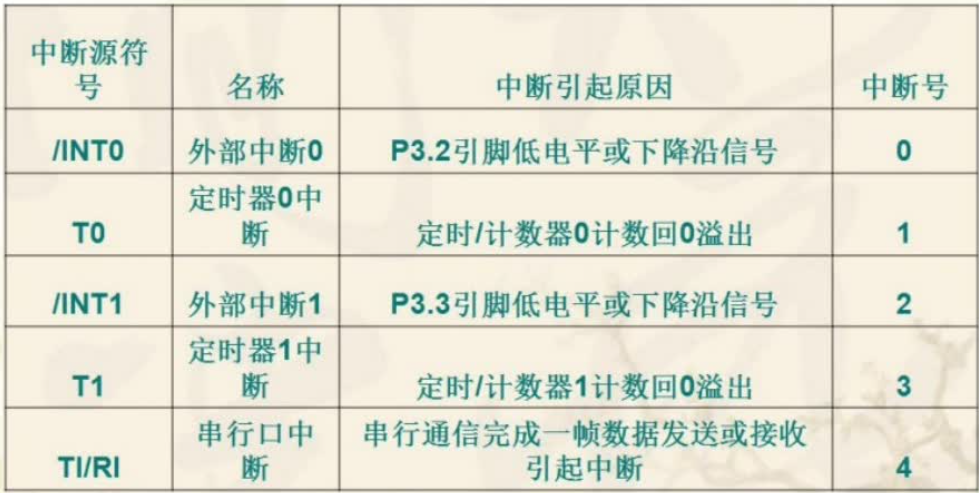 中断源符
号
名称
中断引起原因
中断号
/INT0
外部中断0
P3.2引脚低电平或下降沿信号
0
T0
定时器0中
断
定时/计数器0计数回0溢出
1
/INT1
外部中断1
P3.3引脚低电平或下降沿信号
2
T1
定时器1中
断
定时/计数器1计数回0溢出
3
TI/RI
串行口中
断
串行通信完成一帧数据发送或接收
引起中断
4